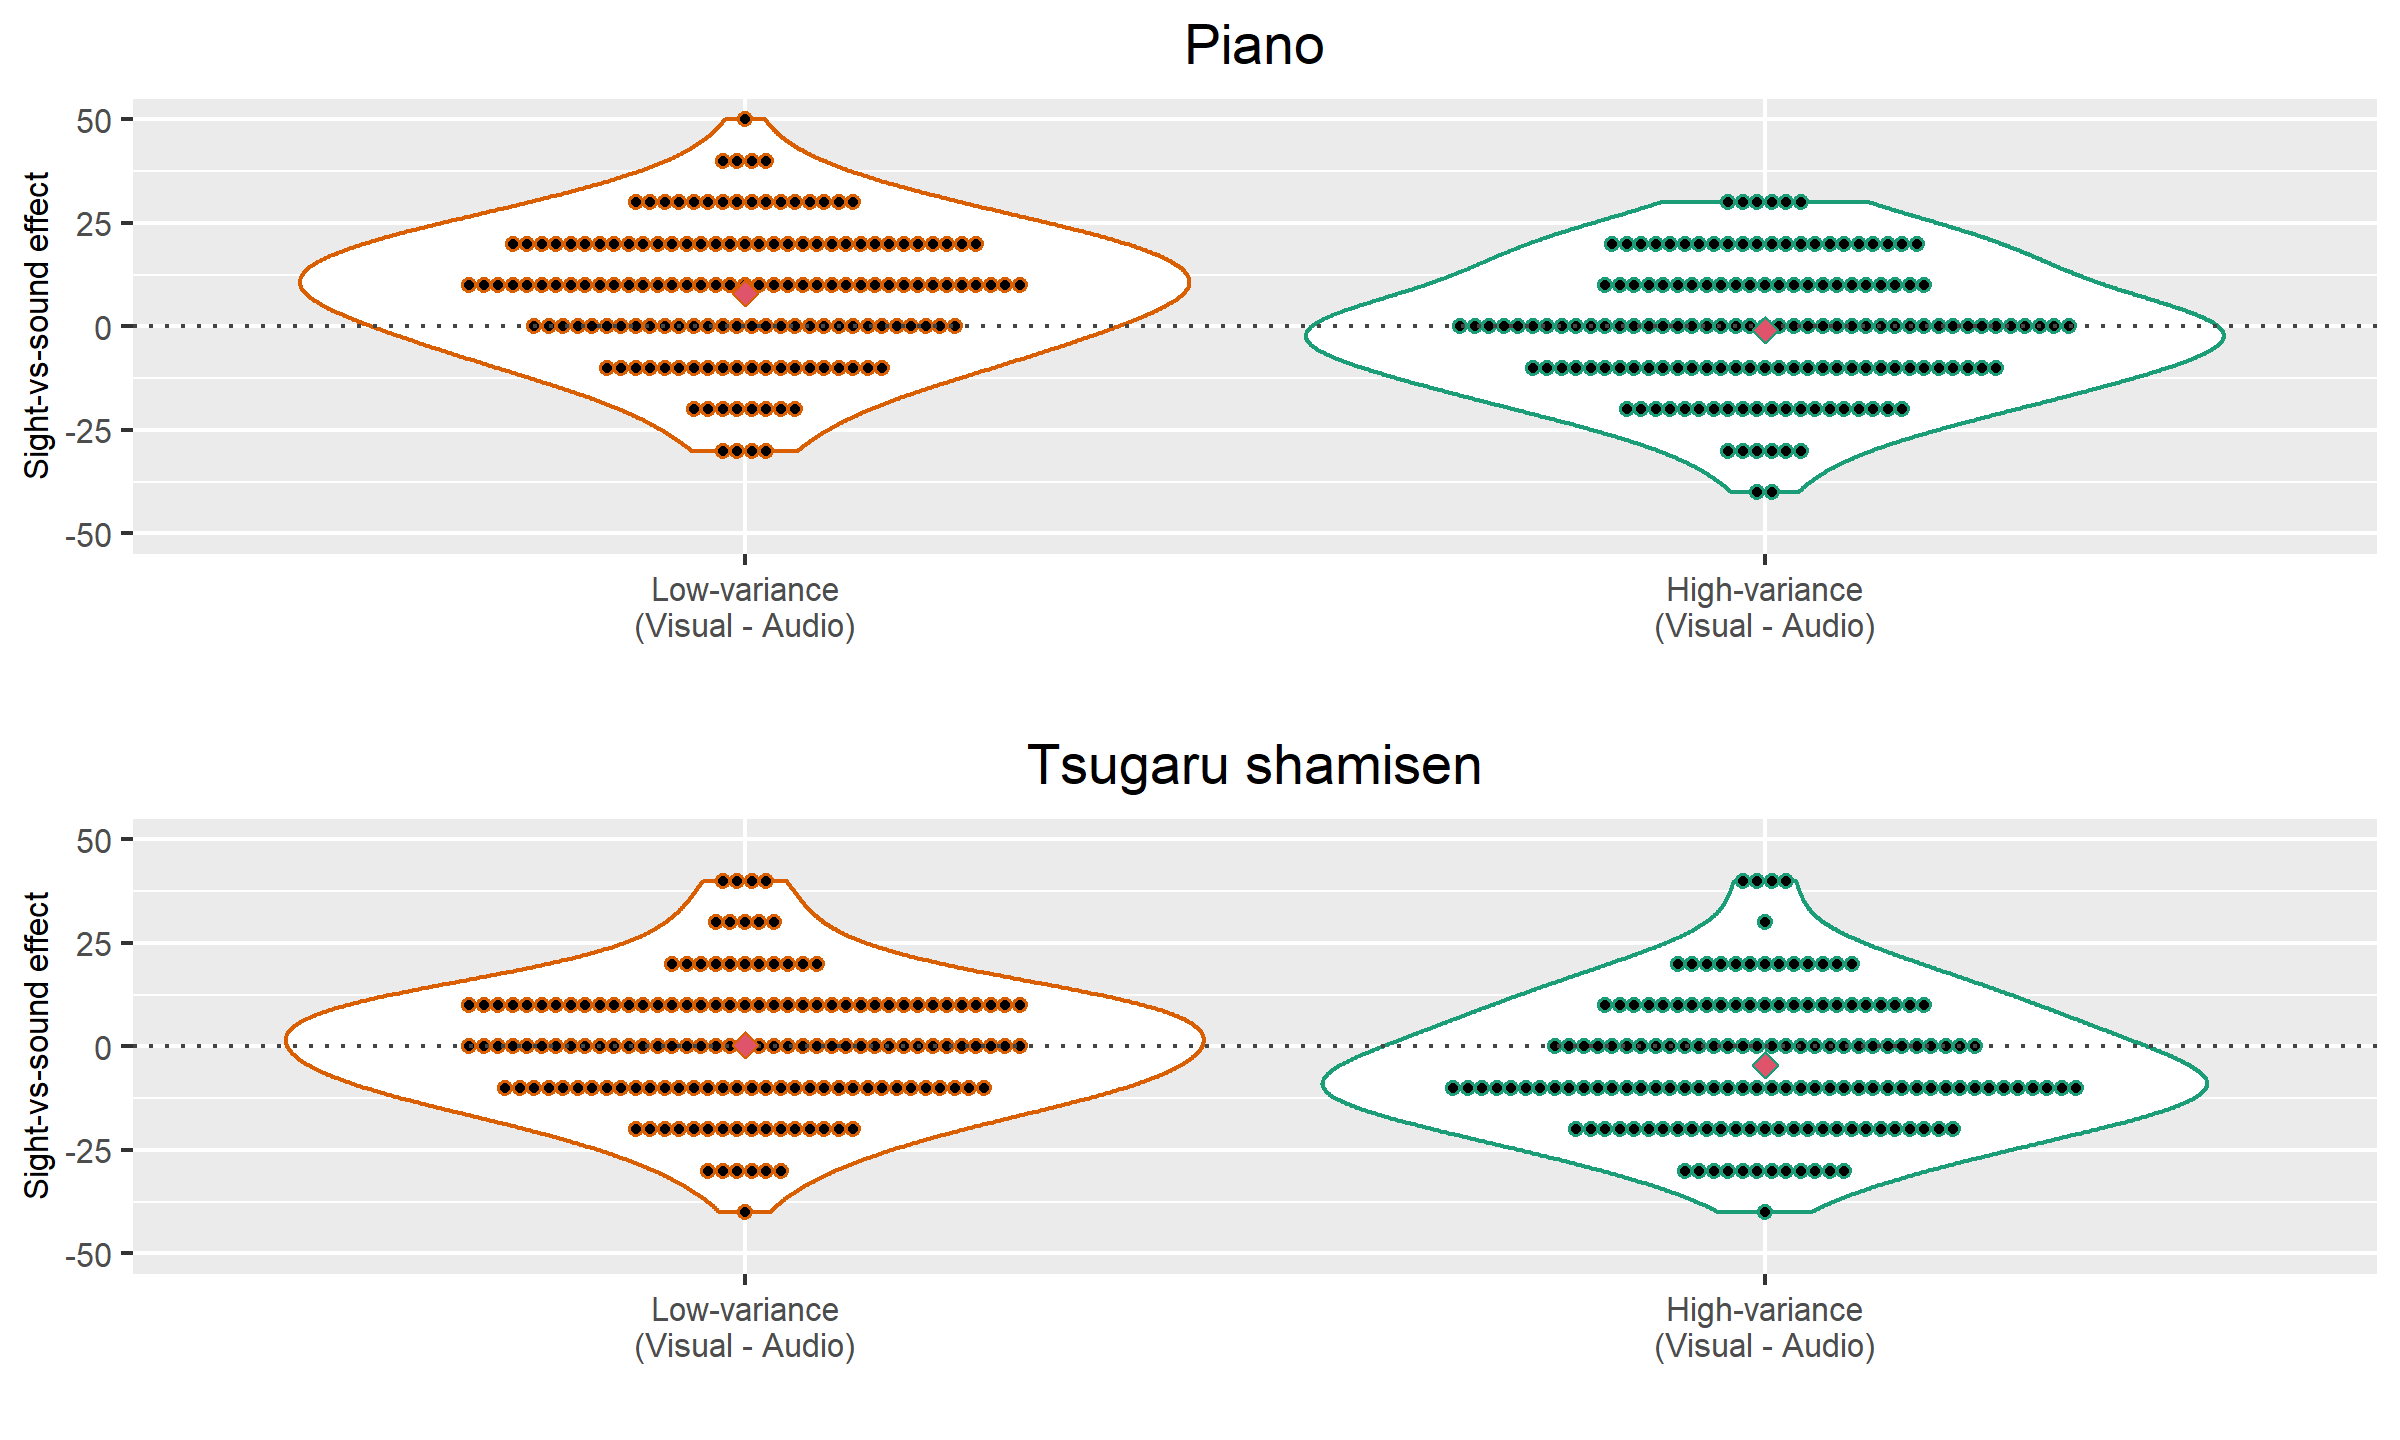 Piano
Sight-vs-sound effect
50
25
0
-25
-50
Low-variance
(Visual - Audio)
High-variance
(Visual - Audio)
Tsugaru shamisen
Sight-vs-sound effect
50
25
0
-25
-50
Low-variance
(Visual - Audio)
High-variance
(Visual - Audio)